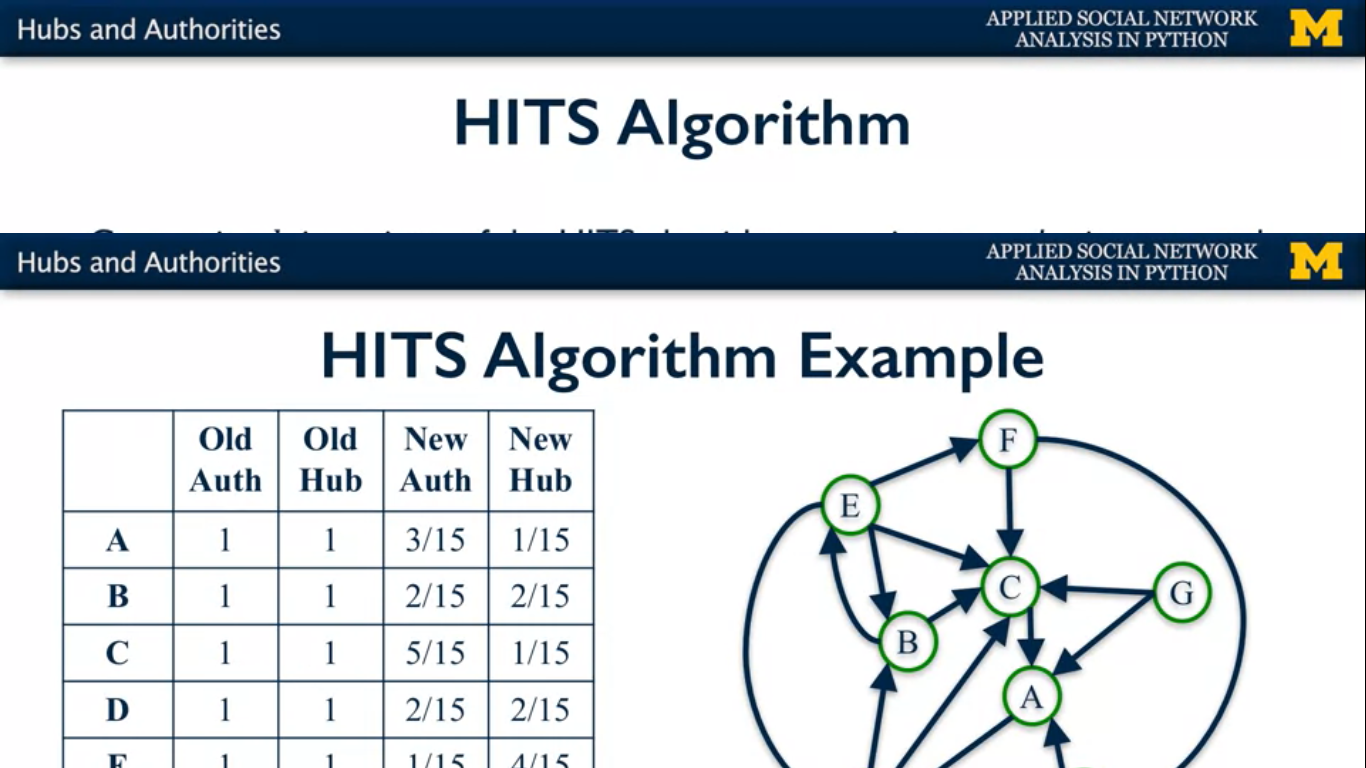 Hubs and Authorities
APPLIED SOCIAL NETWORK
ANALYSIS IN PYTHON
M
HITS Algorithm
Hubs and Authorities
APPLIED SOCIAL NETWORK
ANALYSIS IN PYTHON
M
HITS Algorithm Example
Old Auth Old Hub New Auth New Hub
A 1 1 3/15 1/15
B 1 1 2/15 2/15
C 1 1 5/15 1/15
D 1 1 2/15 2/15
1 1 1/15 4/15
F
E
C
G
B
A